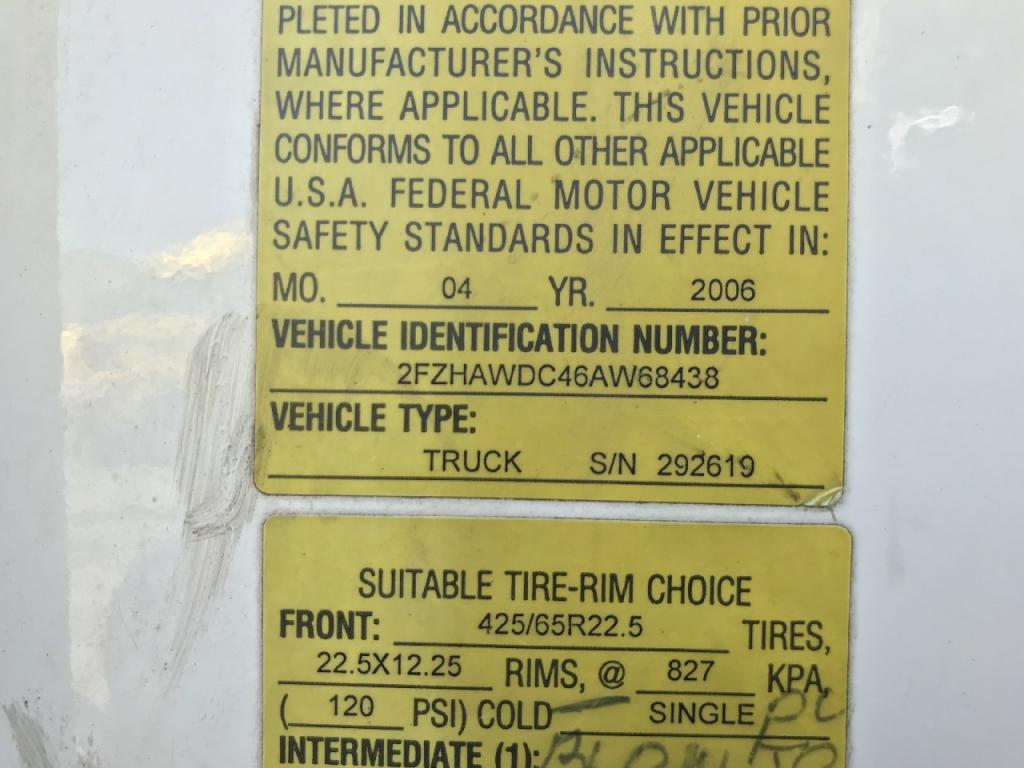 PLETED IN ACCORDANCE WITH PRIOR
MANUFACTURER'S INSTRUCTIONS,
WHERE APPLICABLE. THIS VEHICLE
CONFORMS TO ALL OTHER APPLICABLE
U.S.A. FEDERAL MOTOR VEHICLE
SAFETY STANDARDS IN EFFECT IN:
MO. 04 YR. 2006
VEHICLE IDENTIFICATION NUMBER:
2FZHAWDC46AW68438
VEHICLE TYPE:
TRUCK S/N 292619
SUITABLE TIRE-RIM CHOICE
FRONT: 425/65R22.5 TIRES,
22.5X12.25 RIMS, @ 827 KPA,
( 120 PSI) COLD SINGLE
INTERMEDIATE (1):